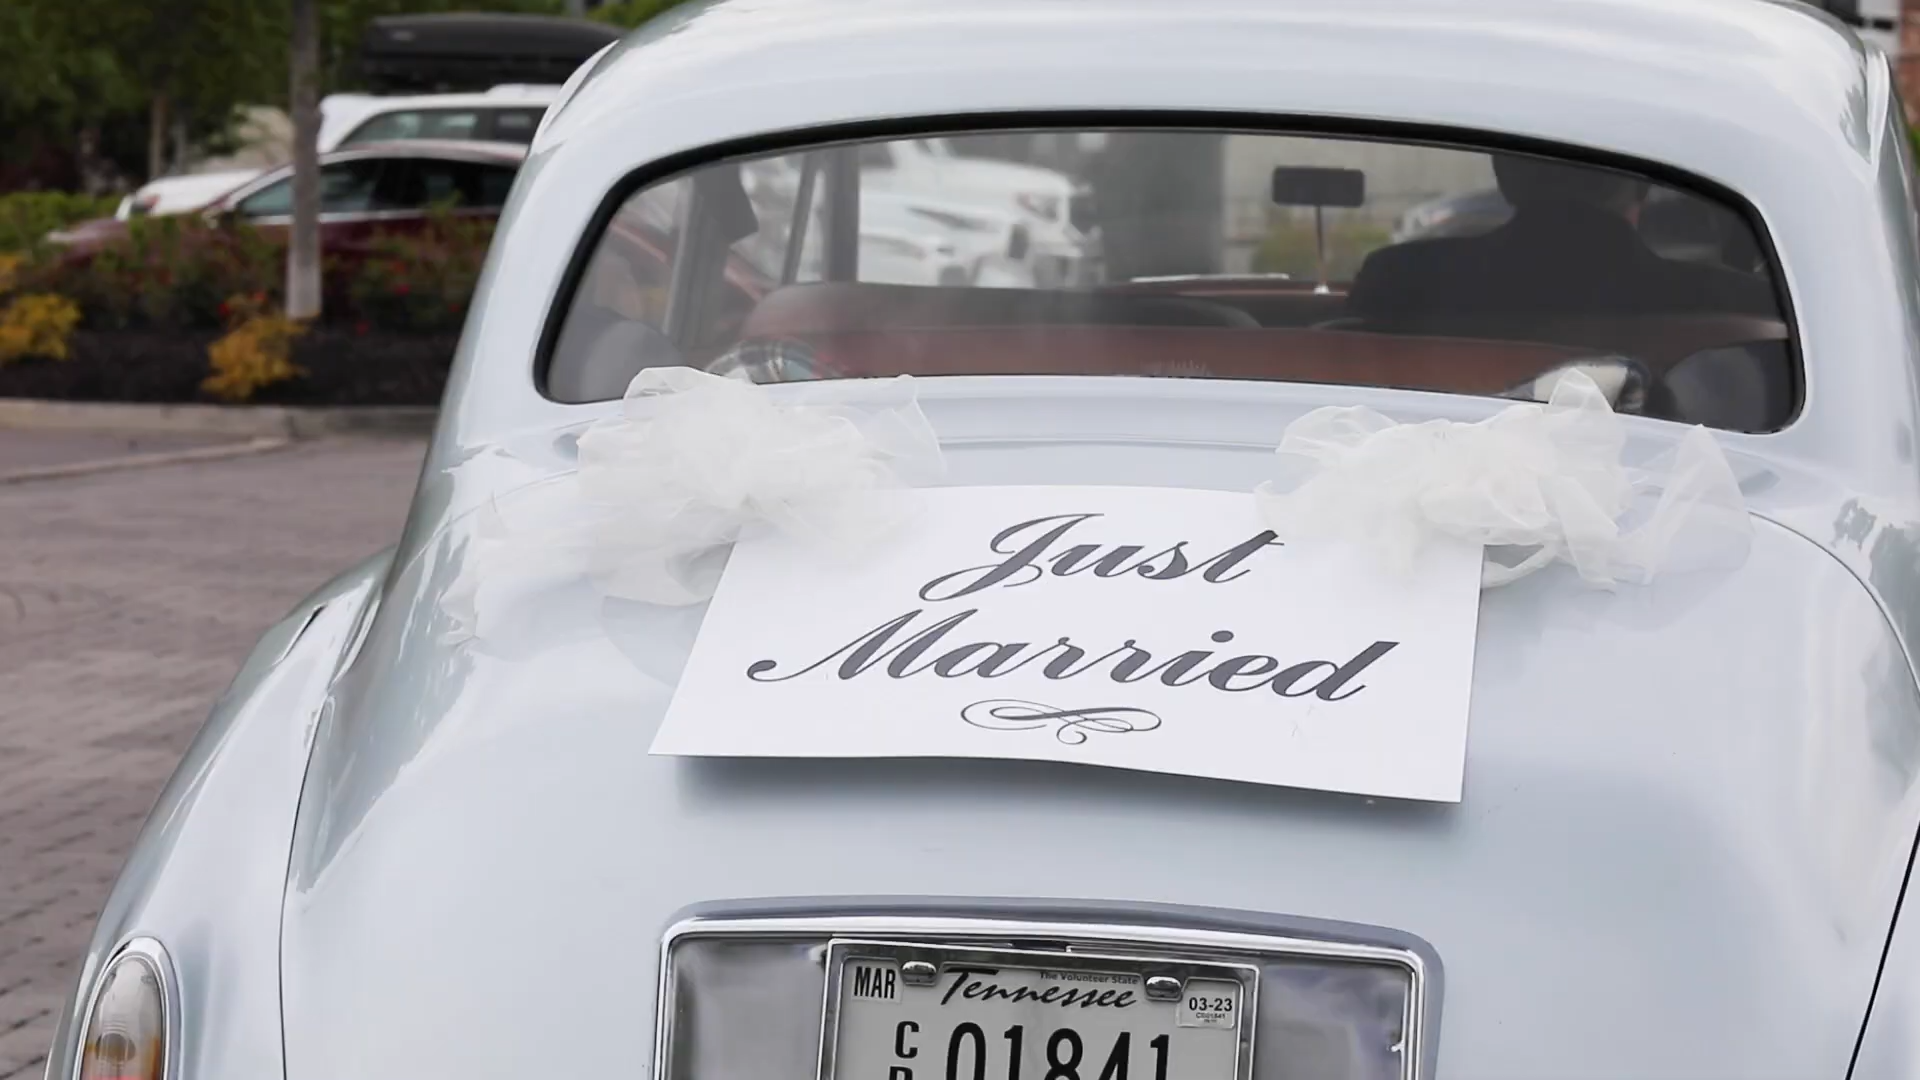 Just
Married
MAR
The Volunteer State
Tennessee
03-23
01841